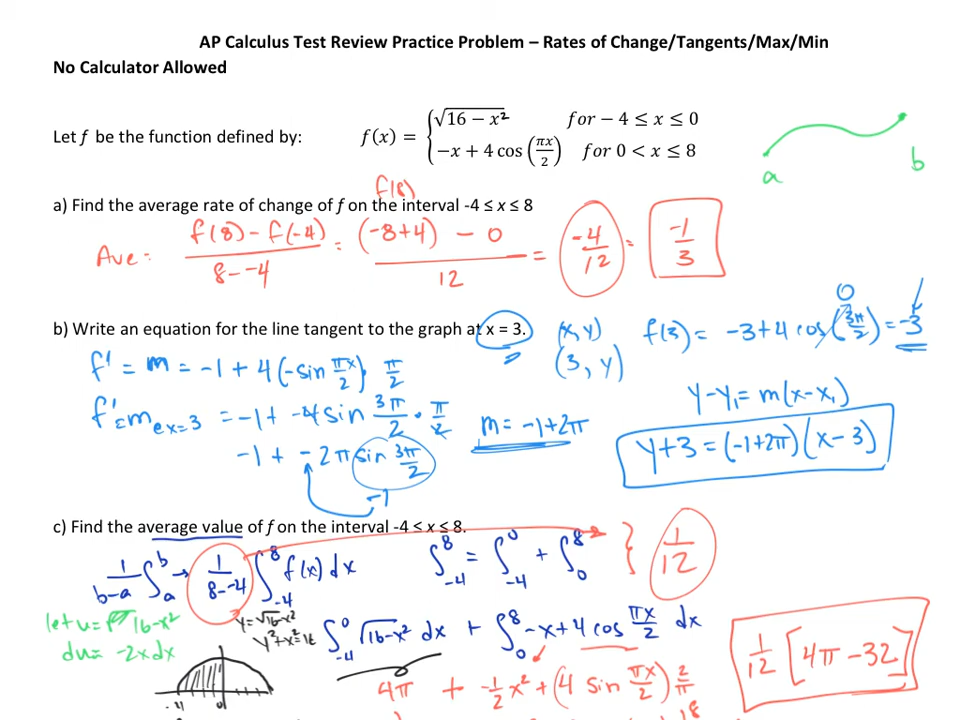 AP Calculus Test Review Practice Problem – Rates of Change/Tangents/Max/Min
No Calculator Allowed
Let f be the function defined by: f(x) = { √16 − x² for − 4 ≤ x ≤ 0
−x + 4 cos (πx/2) for 0 < x ≤ 8
a b
f(8)
a) Find the average rate of change of f on the interval -4 ≤ x ≤ 8
Ave = f(8) - f(-4) / 8--4 = (-8+4) - 0 / 12 = -4/12 = -1/3
b) Write an equation for the line tangent to the graph at x = 3.
(x, y) f(3) = -3+4 cos(3π/2) = -3
0
(3, y)
f' = m = -1 + 4(-sin πx/2) π/2
y-y₁ = m(x-x₁)
f' = m @x=3 = -1 + -4 sin 3π/2 · π/2
m = -1+2π
y+3 = (-1+2π)(x-3)
-1 + -2π sin 3π/2
-1
c) Find the average value of f on the interval -4 ≤ x ≤ 8.
1/b-a ∫ₐᵇ → 1/8--4 ∫₋₄⁸ f(x) dx ∫₋₄⁸ = ∫₋₄⁰ + ∫₀⁸ } 1/12
let u = 16-x²
du = -2x dx
y=√16-x²
y²+x²=16
∫₋₄⁰ √16-x² dx + ∫₀⁸ -x+4 cos πx/2 dx
1/12 [4π -32]
4π + -1/2 x² + (4 sin πx/2) 2/π
-4 0